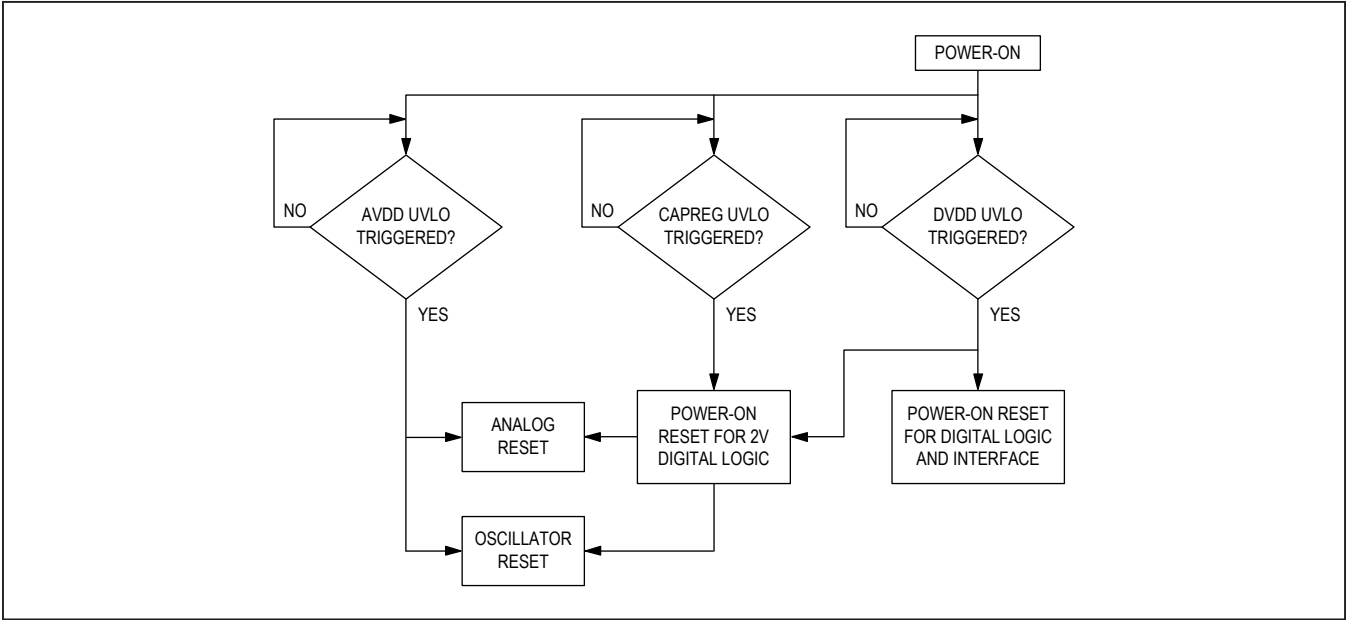 POWER-ON
NO
AVDD UVLO
TRIGGERED?
YES
NO
CAPREG UVLO
TRIGGERED?
YES
NO
DVDD UVLO
TRIGGERED?
YES
ANALOG
RESET
POWER-ON
RESET FOR 2V
DIGITAL LOGIC
POWER-ON RESET
FOR DIGITAL LOGIC
AND INTERFACE
OSCILLATOR
RESET